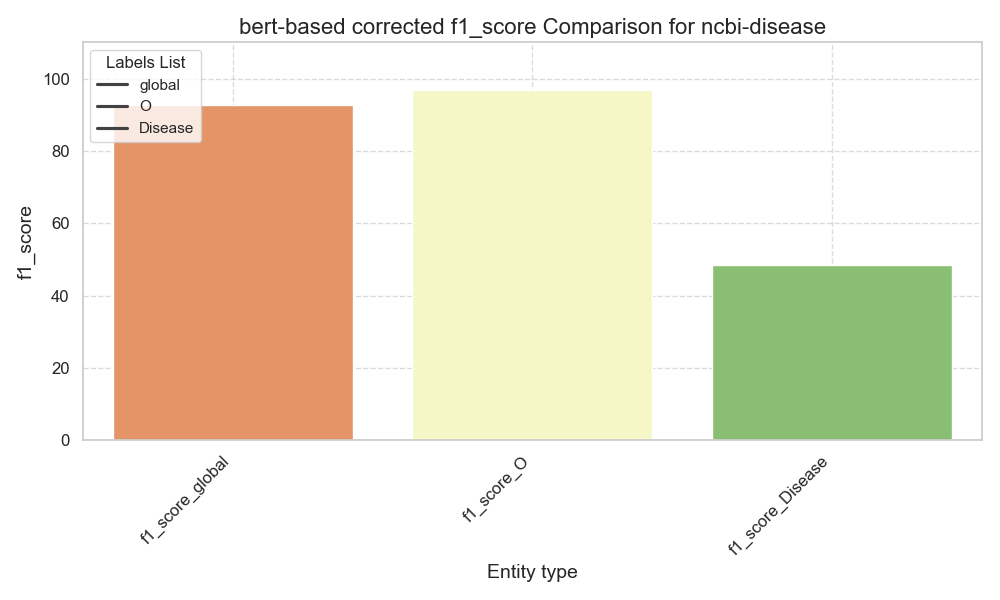 bert-based corrected f1_score Comparison for ncbi-disease
Labels List
global
O
Disease
100
80
60
40
20
0
f1_score
f1_score_global
f1_score_O
f1_score_Disease
Entity type